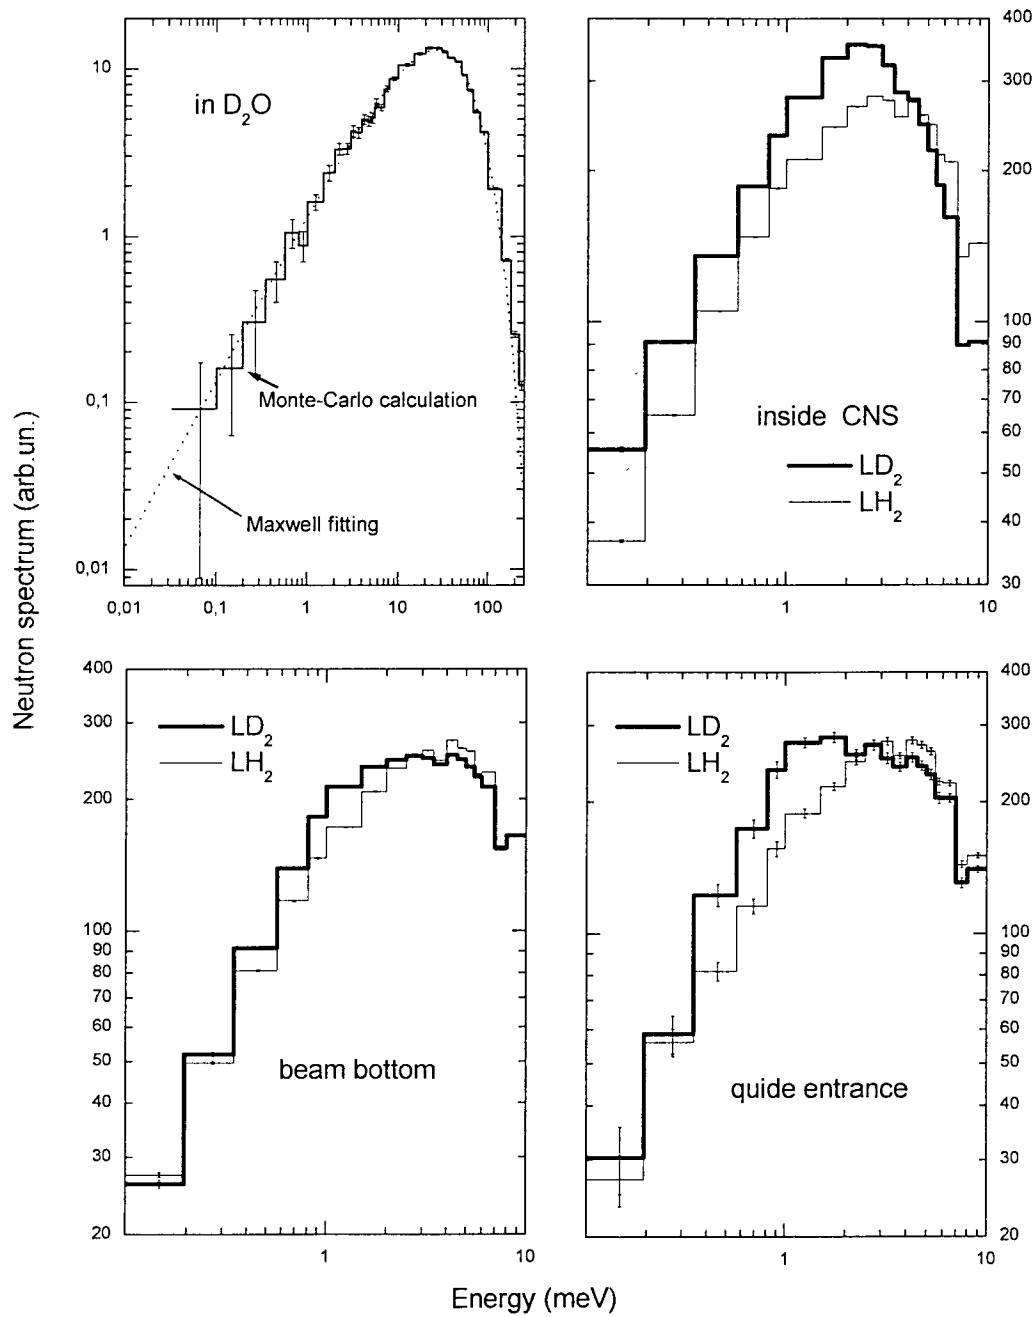 Neutron spectrum (arb.un.)
10
1
0,1
0,01
in D2O
Monte-Carlo calculation
Maxwell fitting
0,01 0,1 1 10 100
400
300
200
100
90
80
70
60
50
40
30
inside CNS
LD2
LH2
1 10
400
300
200
100
90
80
70
60
50
40
30
20
LD2
LH2
beam bottom
1 10
400
300
200
100
90
80
70
60
50
40
30
20
LD2
LH2
quide entrance
1 10
Energy (meV)